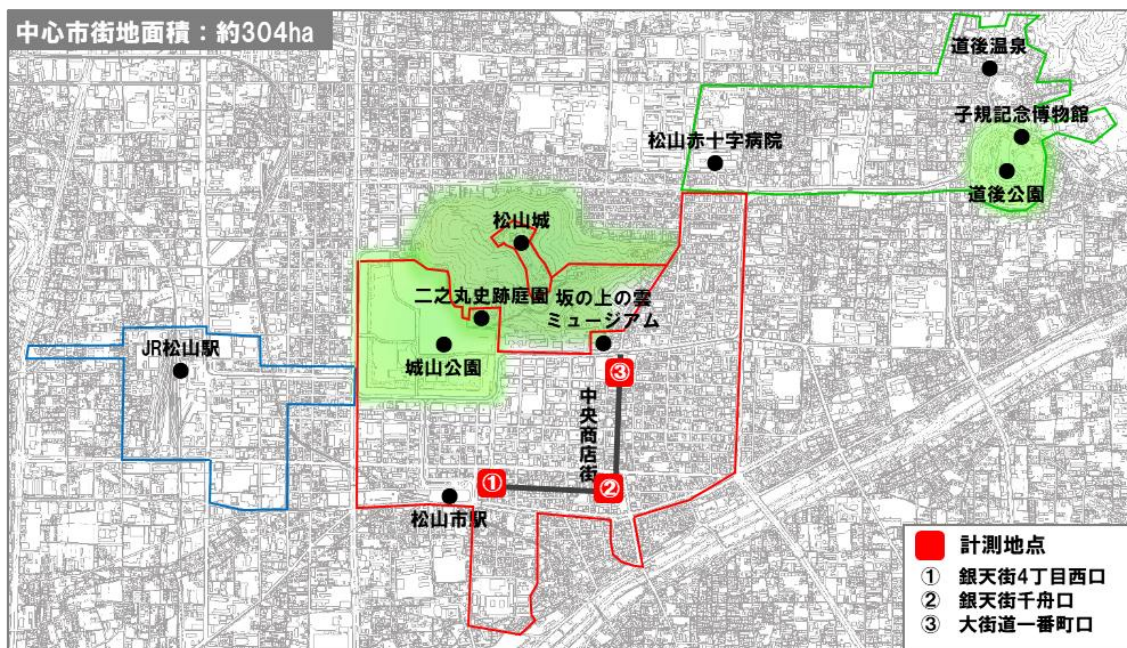 中心市街地面積：約304ha
道後温泉
子規記念博物館
松山赤十字病院
道後公園
松山城
二之丸史跡庭園
坂の上の雲
ミュージアム
JR松山駅
城山公園
③
中央商店街
①
②
松山市駅
計測地点
① 銀天街4丁目西口
② 銀天街千舟口
③ 大街道一番町口